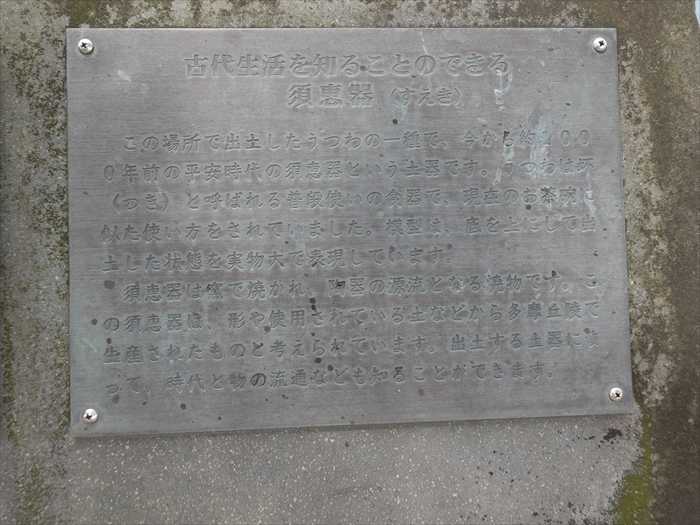 古代生活を知ることのできる
須恵器（すえき）
この場所で出土したうつわの一種で、今から約100
0年前の平安時代の須恵器という土器です。うつわは坏
（つき）と呼ばれる普段使いの食器で、現在のお茶碗に
似た使い方をされていました。模型は、底を上にして出
土した状態を実物大で表現しています。
須恵器は窯で焼かれ、陶器の源流となる焼物です。こ
の須恵器は、形や使用されている土などから多摩丘陵で
生産されたものと考えられています。出土する土器によ
って、時代と物の流通なども知ることができます。